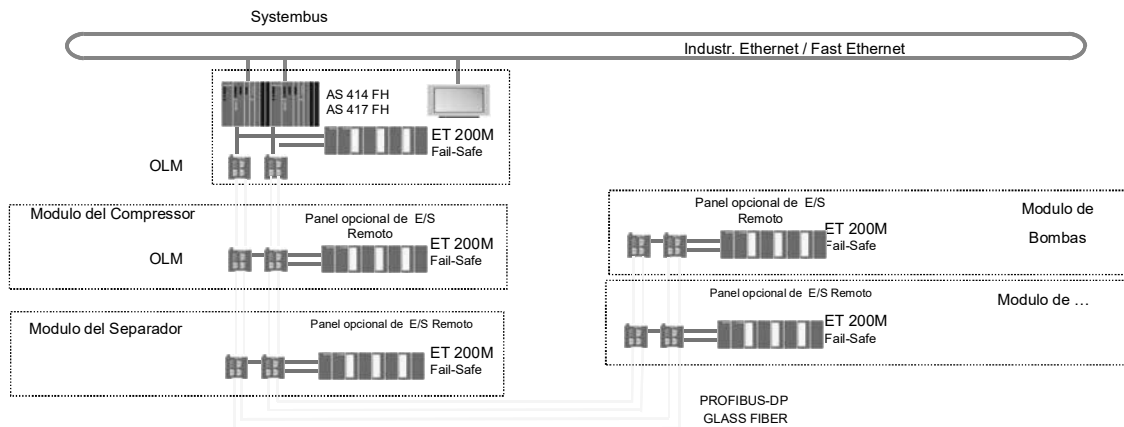 Systembus
Industr. Ethernet / Fast Ethernet
AS 414 FH
AS 417 FH
ET 200M
Fail-Safe
OLM
Modulo del Compressor
Panel opcional de E/S
Remoto
ET 200M
Fail-Safe
OLM
Panel opcional de E/S
Remoto
ET 200M
Fail-Safe
Modulo de
Bombas
Modulo del Separador
Panel opcional de E/S Remoto
ET 200M
Fail-Safe
Panel opcional de E/S Remoto
Modulo de …
ET 200M
Fail-Safe
PROFIBUS-DP
GLASS FIBER